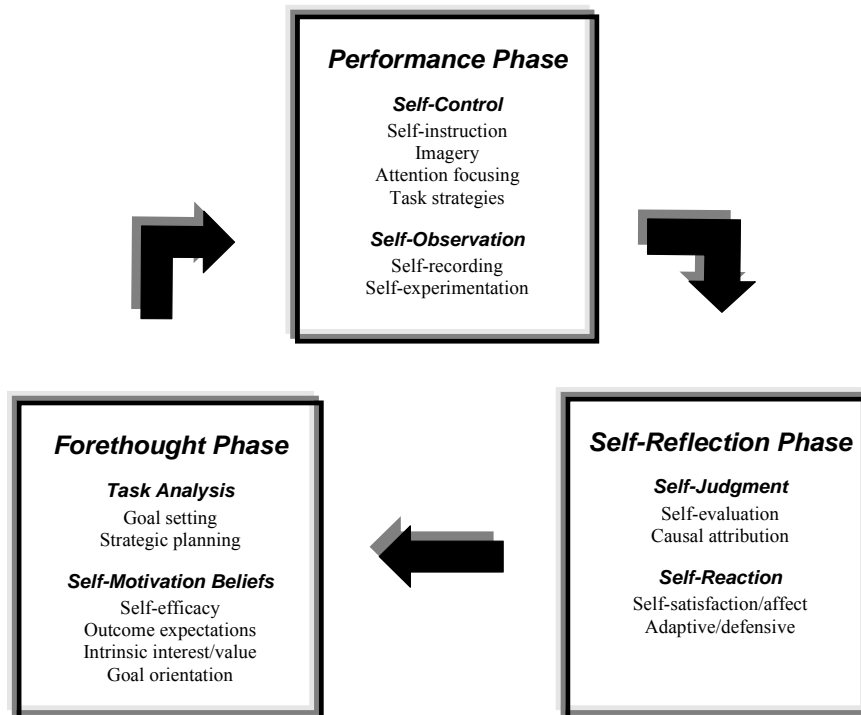 Performance Phase
Self-Control
Self-instruction
Imagery
Attention focusing
Task strategies
Self-Observation
Self-recording
Self-experimentation
Forethought Phase
Task Analysis
Goal setting
Strategic planning
Self-Motivation Beliefs
Self-efficacy
Outcome expectations
Intrinsic interest/value
Goal orientation
Self-Reflection Phase
Self-Judgment
Self-evaluation
Causal attribution
Self-Reaction
Self-satisfaction/affect
Adaptive/defensive